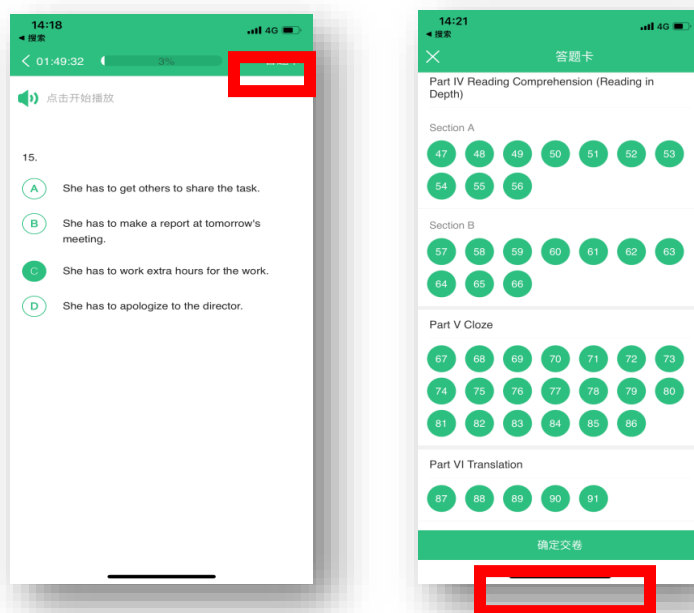 14:18
4G
◀ 搜索
01:49:32
3%
点击开始播放
15.
A
She has to get others to share the task.
B
She has to make a report at tomorrow's
meeting.
C
She has to work extra hours for the work.
D
She has to apologize to the director.
14:21
4G
◀ 搜索
答题卡
Part IV Reading Comprehension (Reading in
Depth)
Section A
47 48 49 50 51 52 53
54 55 56
Section B
57 58 59 60 61 62 63
64 65 66
Part V Cloze
67 68 69 70 71 72 73
74 75 76 77 78 79 80
81 82 83 84 85 86
Part VI Translation
87 88 89 90 91
确定交卷